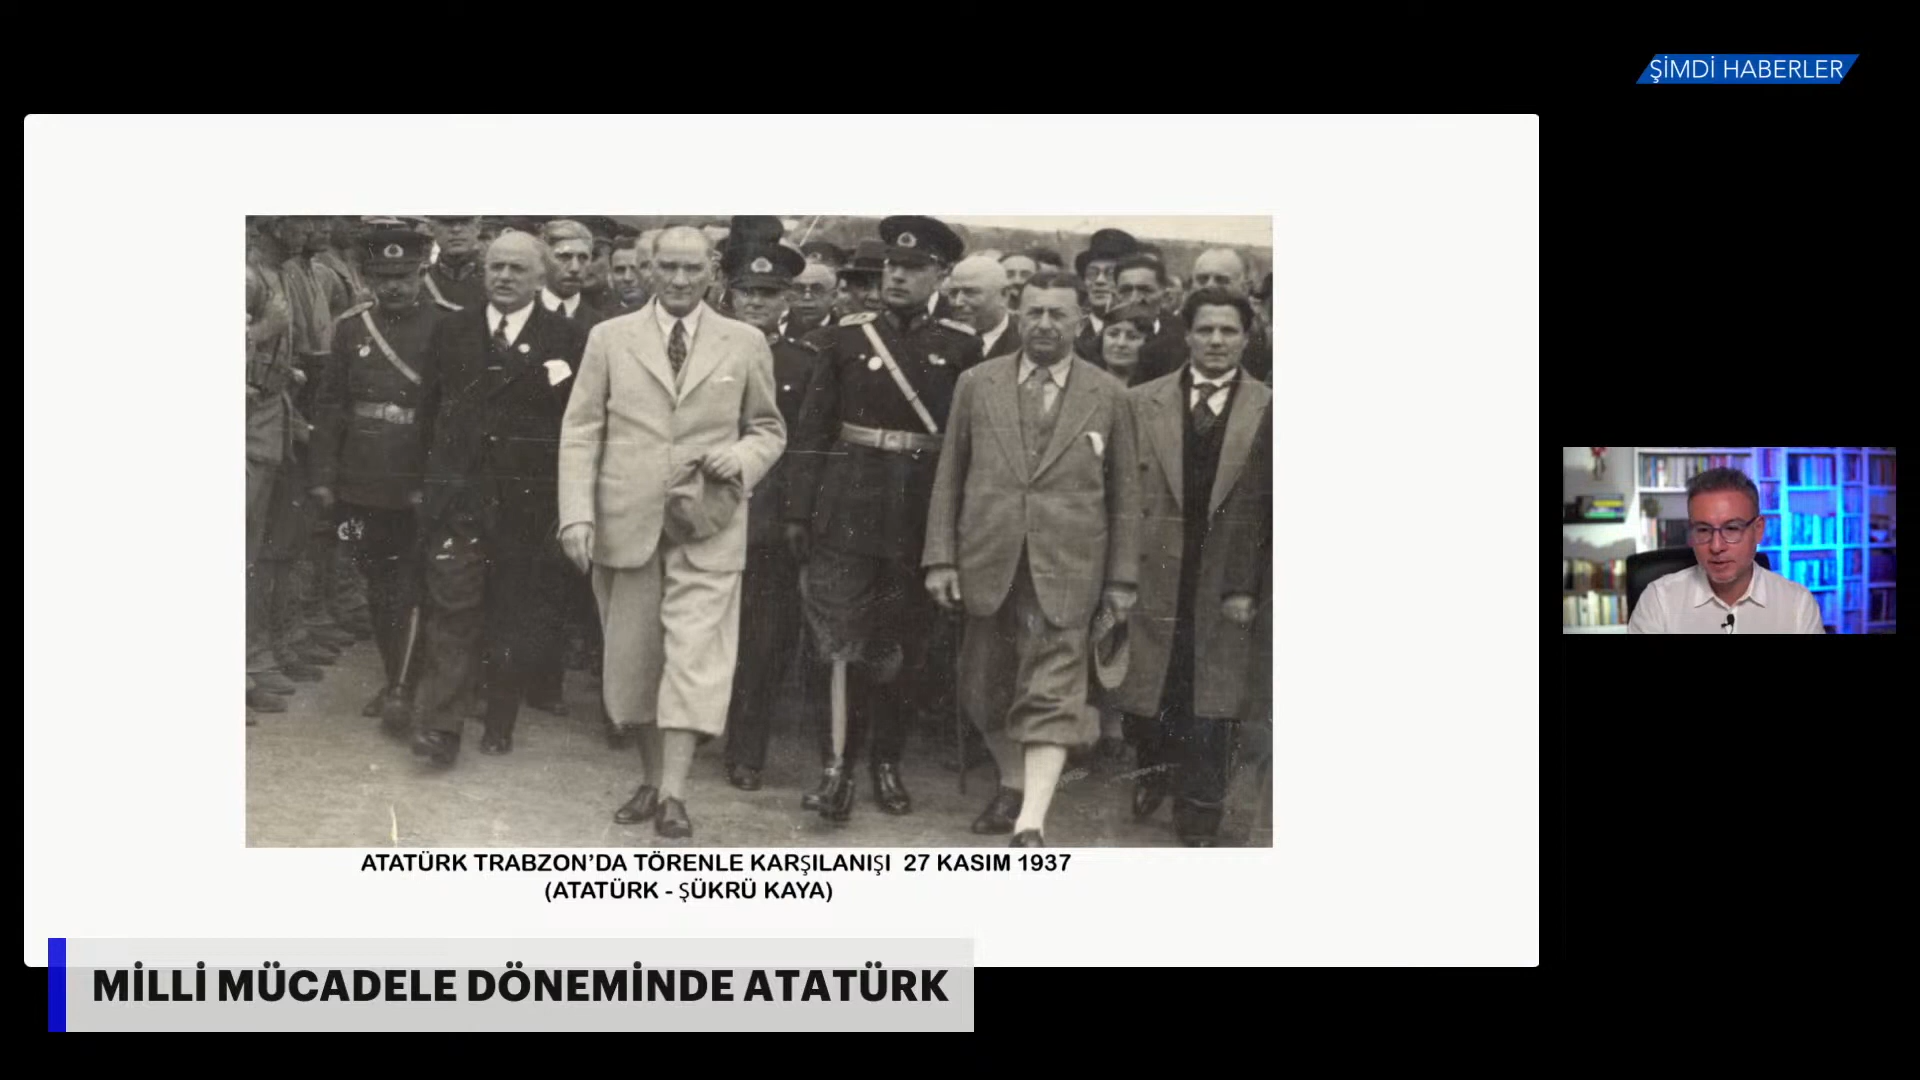 ŞİMDİ HABERLER
ATATÜRK TRABZON’DA TÖRENLE KARŞILANIŞI 27 KASIM 1937
(ATATÜRK - ŞÜKRÜ KAYA)
MİLLİ MÜCADELE DÖNEMİNDE ATATÜRK